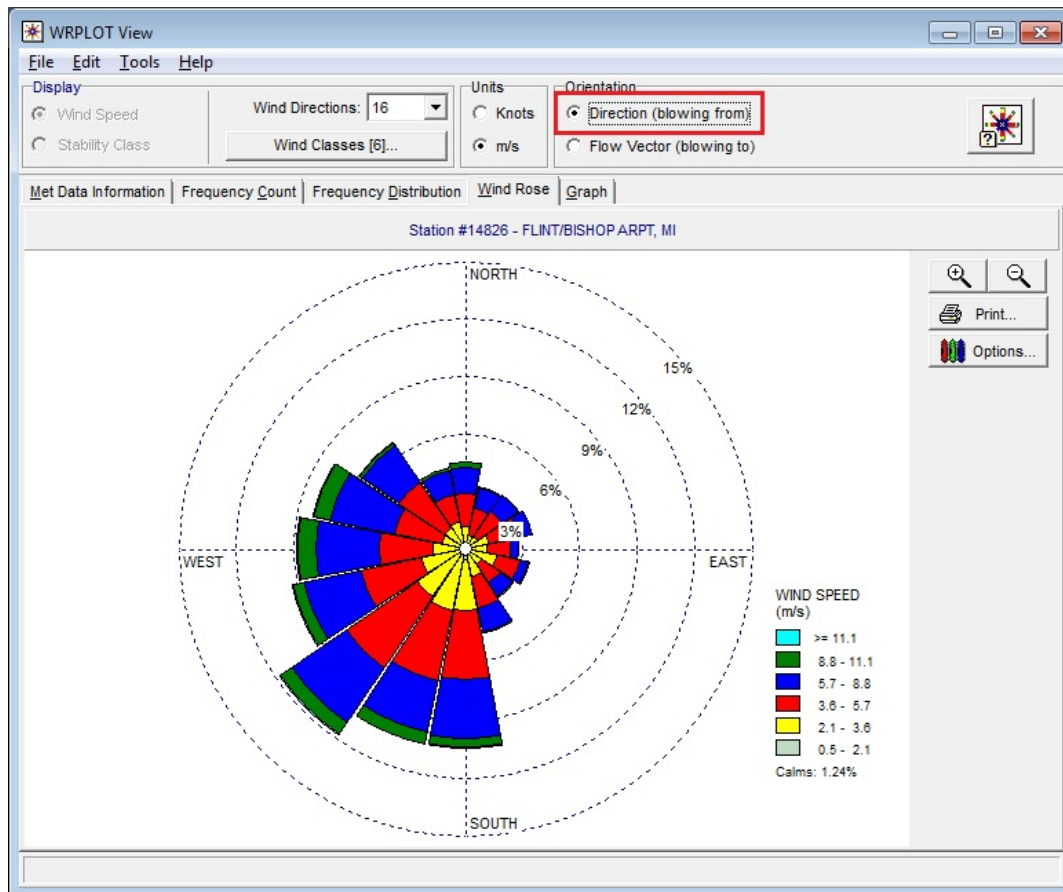 WRPLOT View
File Edit Tools Help
Display
Wind Speed
Stability Class
Wind Directions: 16
Wind Classes [6]...
Units
Knots
m/s
Orientation
Direction (blowing from)
Flow Vector (blowing to)
?
Met Data Information Frequency Count Frequency Distribution Wind Rose Graph
Station #14826 - FLINT/BISHOP ARPT, MI
Print...
Options...
NORTH
15%
12%
9%
6%
3%
WEST
EAST
SOUTH
WIND SPEED
(m/s)
>= 11.1
8.8 - 11.1
5.7 - 8.8
3.6 - 5.7
2.1 - 3.6
0.5 - 2.1
Calms: 1.24%